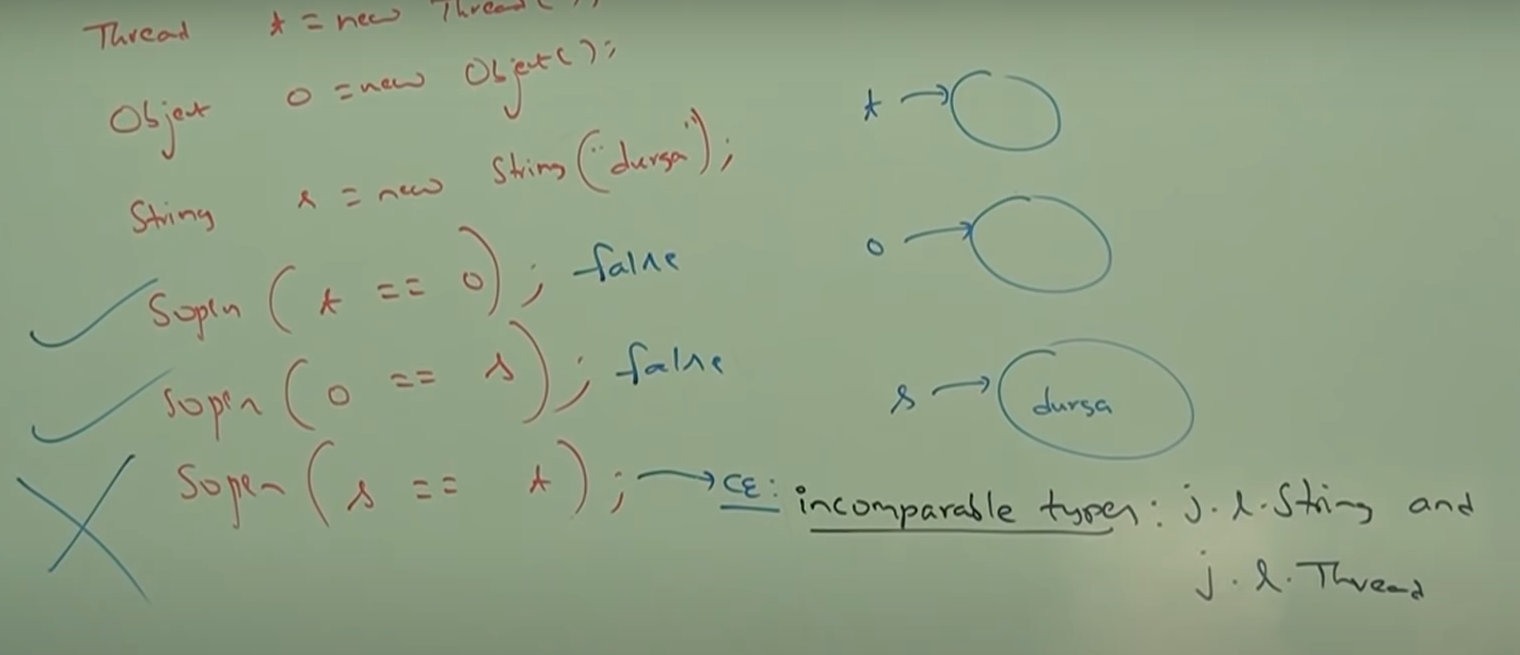 Thread t = new Thread();
Object o = new Object();
String s = new String("durga");
Sopln (t == o); false
Sopln (o == s); false
Sopln (s == t); → CE: incomparable types: j.l.String and
j.l.Thread
t →
o →
s → durga